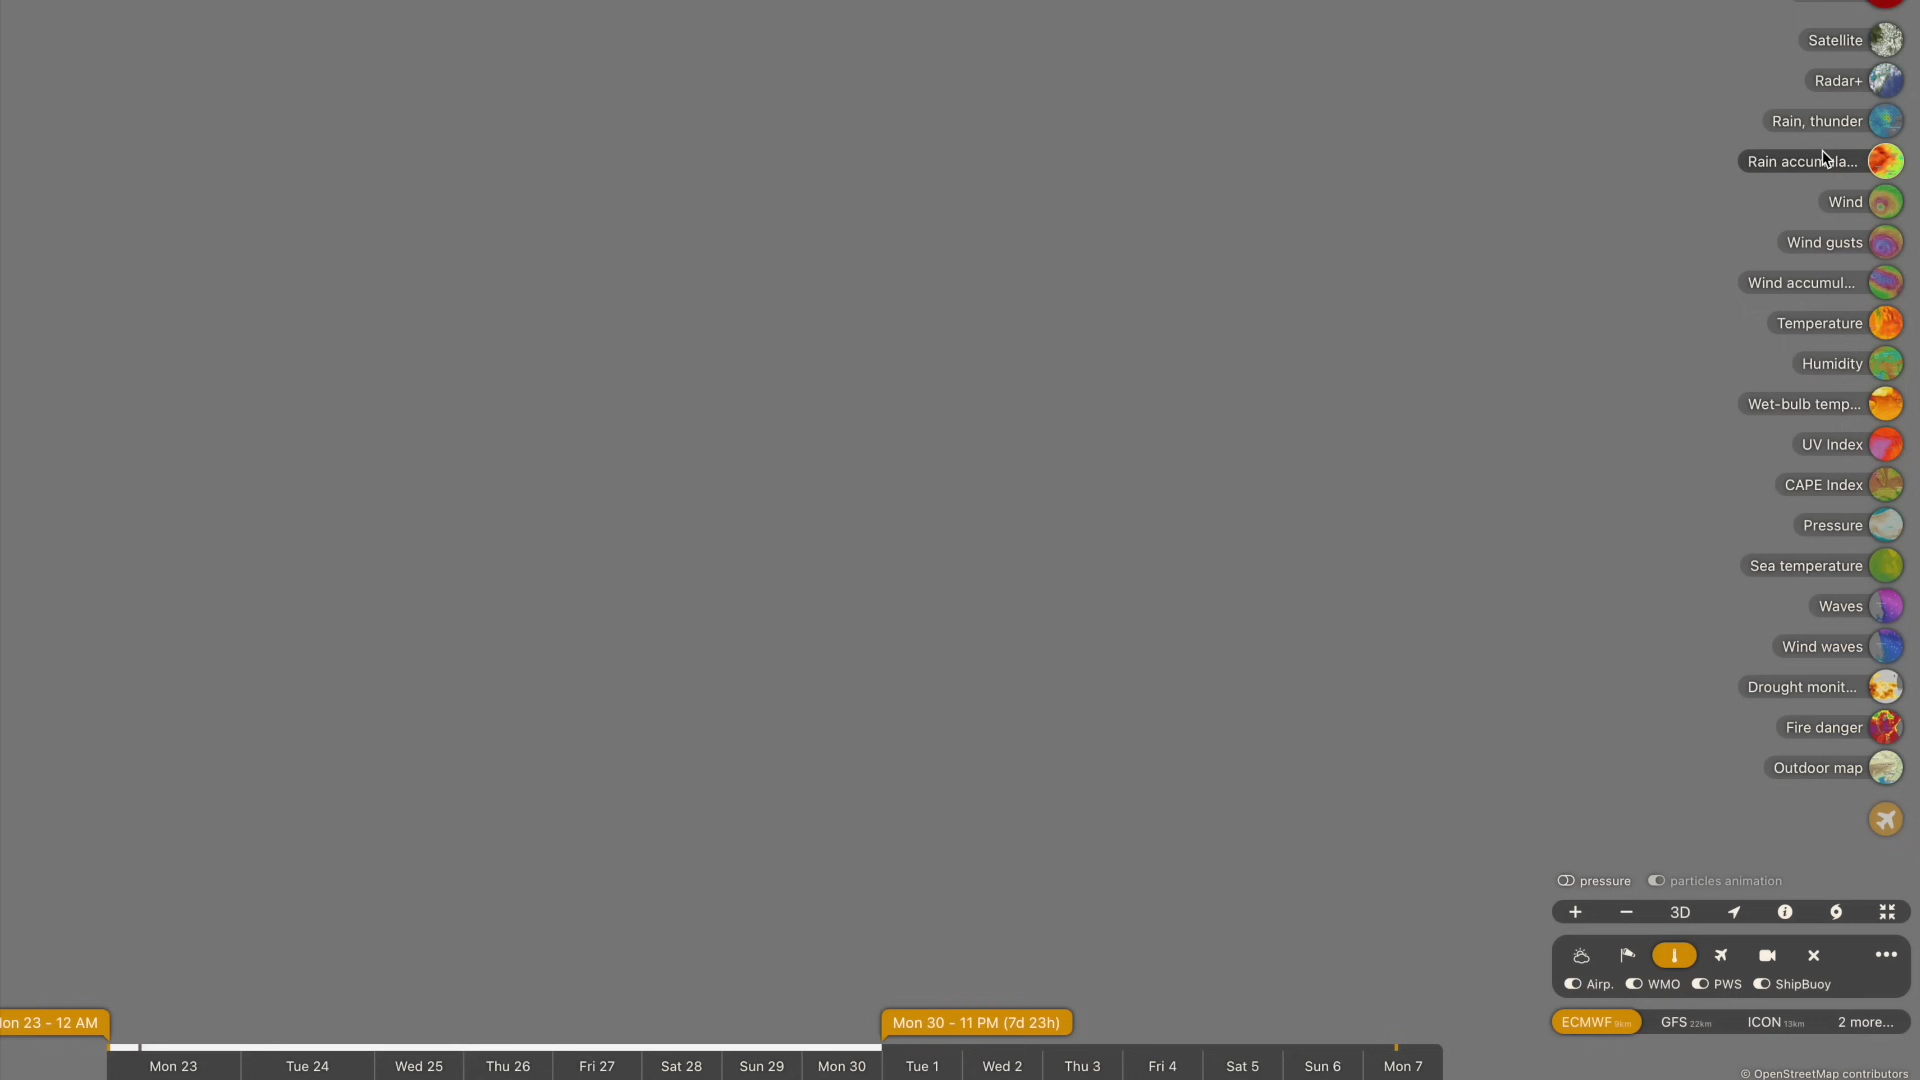 Satellite
Radar+
Rain, thunder
Rain accumula...
Wind
Wind gusts
Wind accumul...
Temperature
Humidity
Wet-bulb temp...
UV Index
CAPE Index
Pressure
Sea temperature
Waves
Wind waves
Drought monit...
Fire danger
Outdoor map
pressure particles animation
+ − 3D
Airp. WMO PWS ShipBuoy
ECMWF 9km GFS 22km ICON 13km 2 more...
on 23 - 12 AM Mon 30 - 11 PM (7d 23h)
Mon 23 Tue 24 Wed 25 Thu 26 Fri 27 Sat 28 Sun 29 Mon 30 Tue 1 Wed 2 Thu 3 Fri 4 Sat 5 Sun 6 Mon 7
© OpenStreetMap contributors